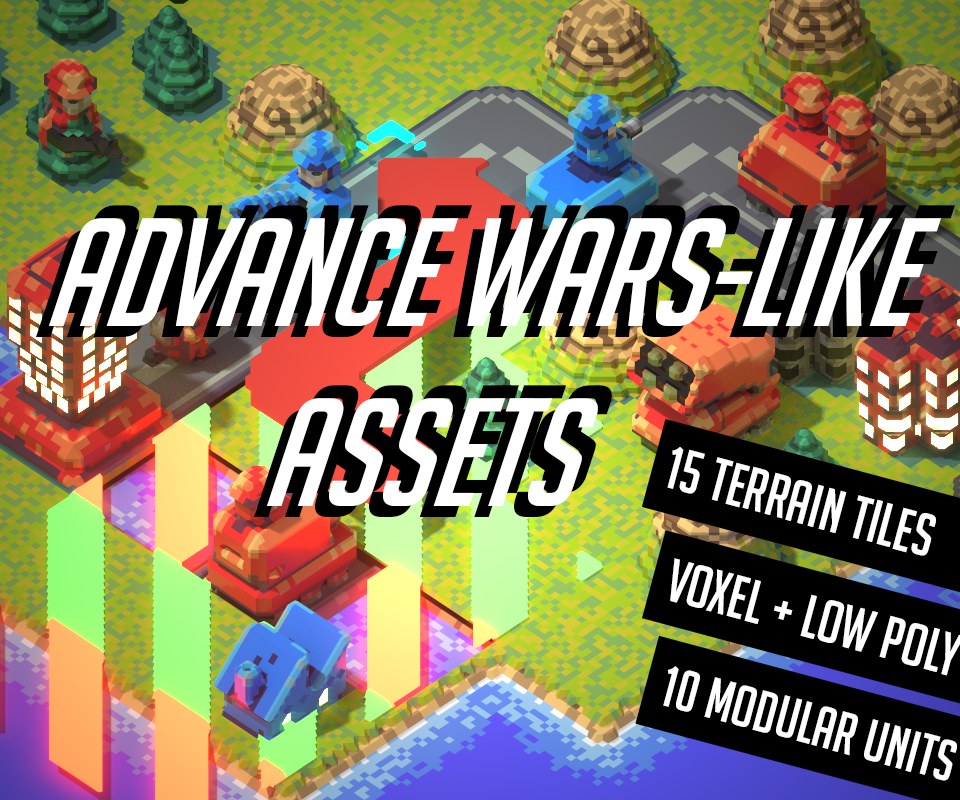 ADVANCE WARS-LIKE
ASSETS
15 TERRAIN TILES
VOXEL + LOW POLY
10 MODULAR UNITS